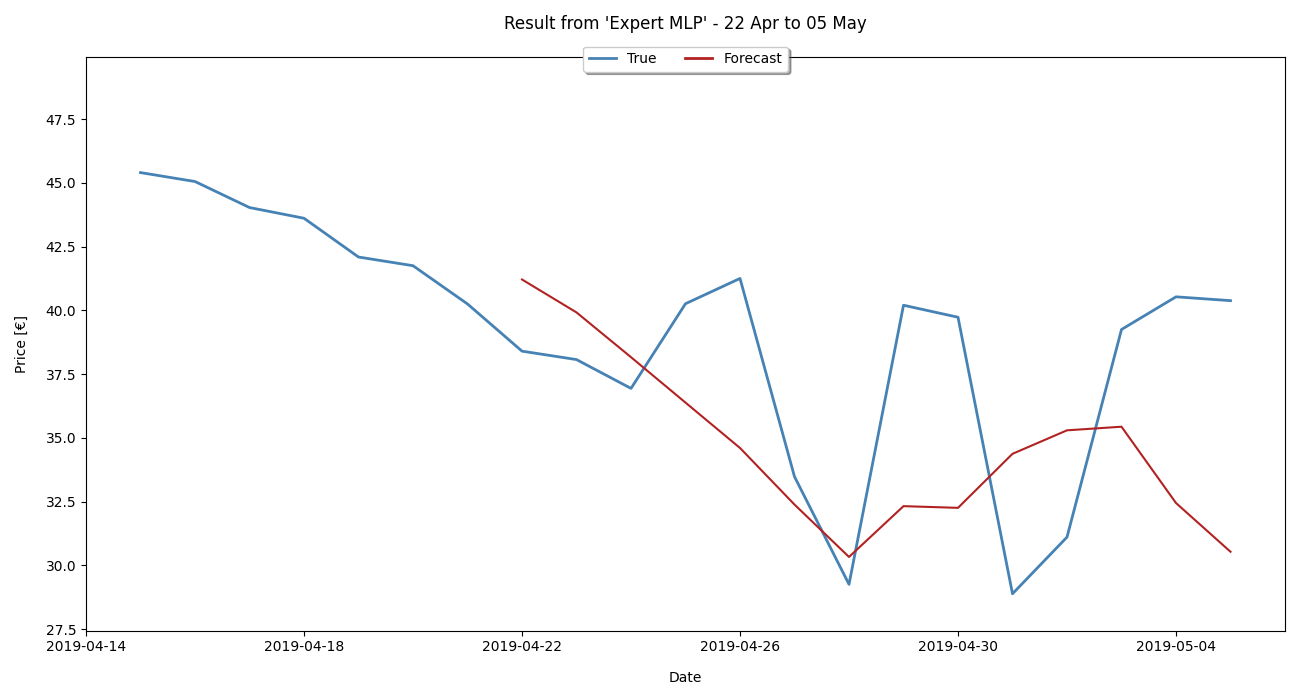 Result from 'Expert MLP' - 22 Apr to 05 May
True Forecast
47.5
45.0
42.5
40.0
37.5
35.0
32.5
30.0
27.5
Price [€]
2019-04-14 2019-04-18 2019-04-22 2019-04-26 2019-04-30 2019-05-04
Date